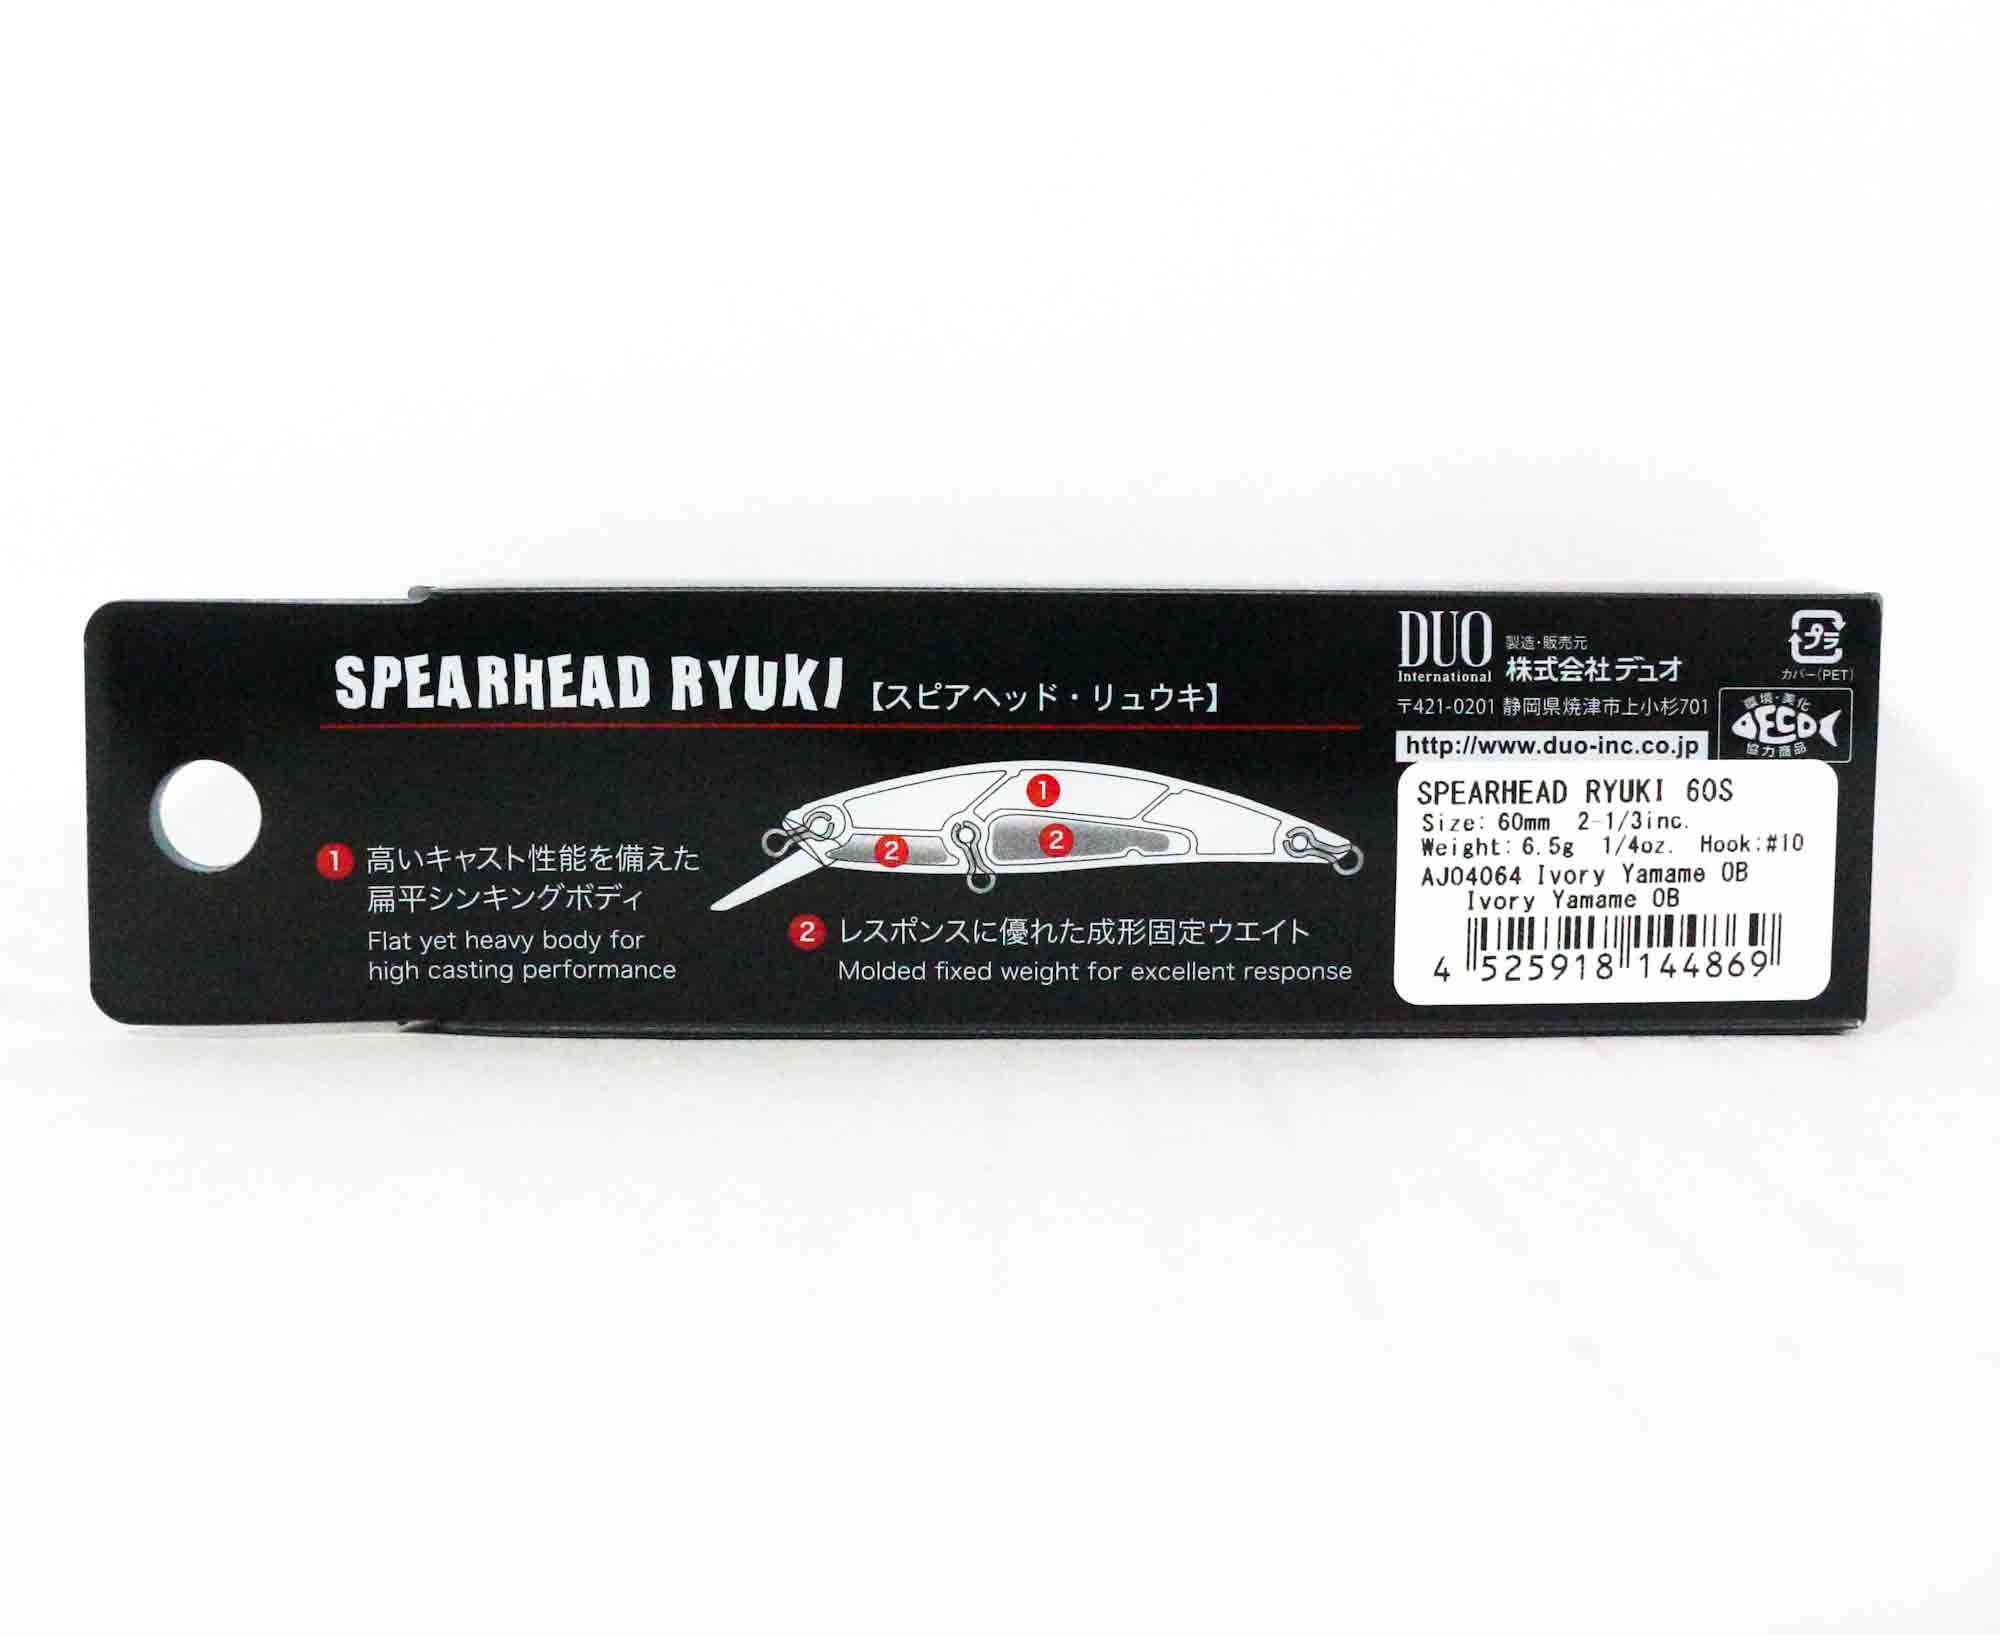 SPEARHEAD RYUKI 【スピアヘッド・リュウキ】
1 高いキャスト性能を備えた
扁平シンキングボディ
Flat yet heavy body for
high casting performance
1
2
2
2 レスポンスに優れた成形固定ウエイト
Molded fixed weight for excellent response
DUO
International
製造・販売元
株式会社デュオ
〒421-0201 静岡県焼津市上小杉701
http://www.duo-inc.co.jp
プラ
カバー(PET)
環境・美化
ECO
協力商品
SPEARHEAD RYUKI 60S
Size: 60mm 2-1/3inc.
Weight: 6.5g 1/4oz. Hook:#10
AJO4064 Ivory Yamame OB
Ivory Yamame OB
4 525918 144869